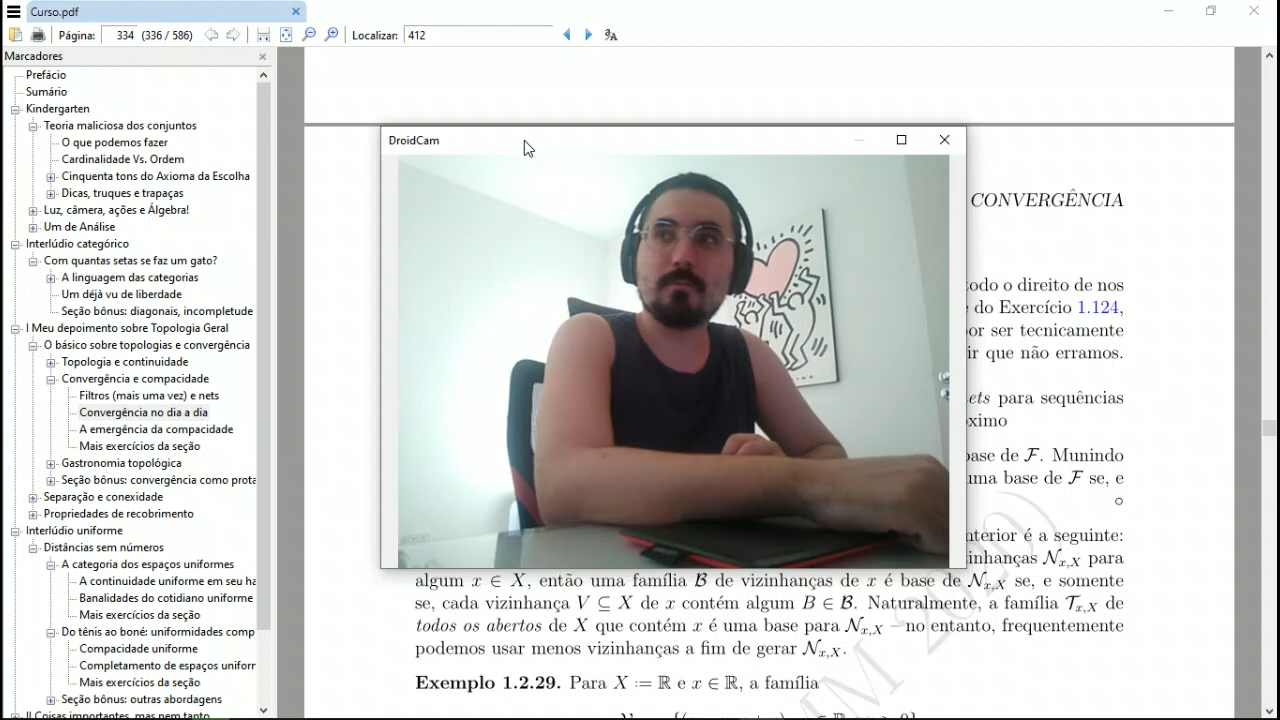 Curso.pdf
Página: 334 (336 / 586) Localizar: 412
Marcadores
Prefácio
Sumário
Kindergarten
Teoria maliciosa dos conjuntos
O que podemos fazer
Cardinalidade Vs. Ordem
Cinquenta tons do Axioma da Escolha
Dicas, truques e trapaças
Luz, câmera, ações e Álgebra!
Um de Análise
Interlúdio categórico
Com quantas setas se faz um gato?
A linguagem das categorias
Um déjà vu de liberdade
Seção bônus: diagonais, incompletude
I Meu depoimento sobre Topologia Geral
O básico sobre topologias e convergência
Topologia e continuidade
Convergência e compacidade
Filtros (mais uma vez) e nets
Convergência no dia a dia
A emergência da compacidade
Mais exercícios da seção
Gastronomia topológica
Seção bônus: convergência como prota
Separação e conexidade
Propriedades de recobrimento
Interlúdio uniforme
Distâncias sem números
A categoria dos espaços uniformes
A continuidade uniforme em seu ha
Banalidades do cotidiano uniforme
Mais exercícios da seção
Do tênis ao boné: uniformidades comp
Compacidade uniforme
Completamento de espaços uniforr
Mais exercícios da seção
Seção bônus: outras abordagens
II Coisas importantes, mas nem tanto
DroidCam
CONVERGÊNCIA
todo o direito de nos
do Exercício 1.124,
por ser tecnicamente
ir que não erramos.
nets para sequências
óximo
base de ℱ. Munindo
uma base de ℱ se, e
nterior é a seguinte:
inhanças 𝒩x,X para
algum x ∈ X, então uma família ℬ de vizinhanças de x é base de 𝒩x,X se, e somente
se, cada vizinhança V ⊆ X de x contém algum B ∈ ℬ. Naturalmente, a família 𝒯x,X de
todos os abertos de X que contém x é uma base para 𝒩x,X – no entanto, frequentemente
podemos usar menos vizinhanças a fim de gerar 𝒩x,X.
Exemplo 1.2.29. Para X := ℝ e x ∈ ℝ, a família